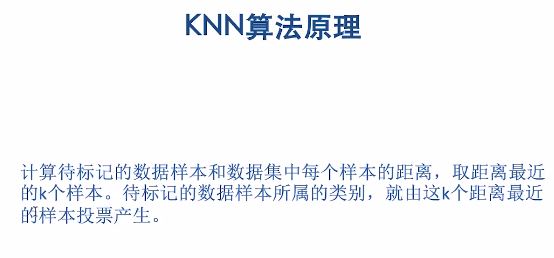 KNN算法原理
计算待标记的数据样本和数据集中每个样本的距离，取距离最近
的k个样本。待标记的数据样本所属的类别，就由这k个距离最近
的样本投票产生。